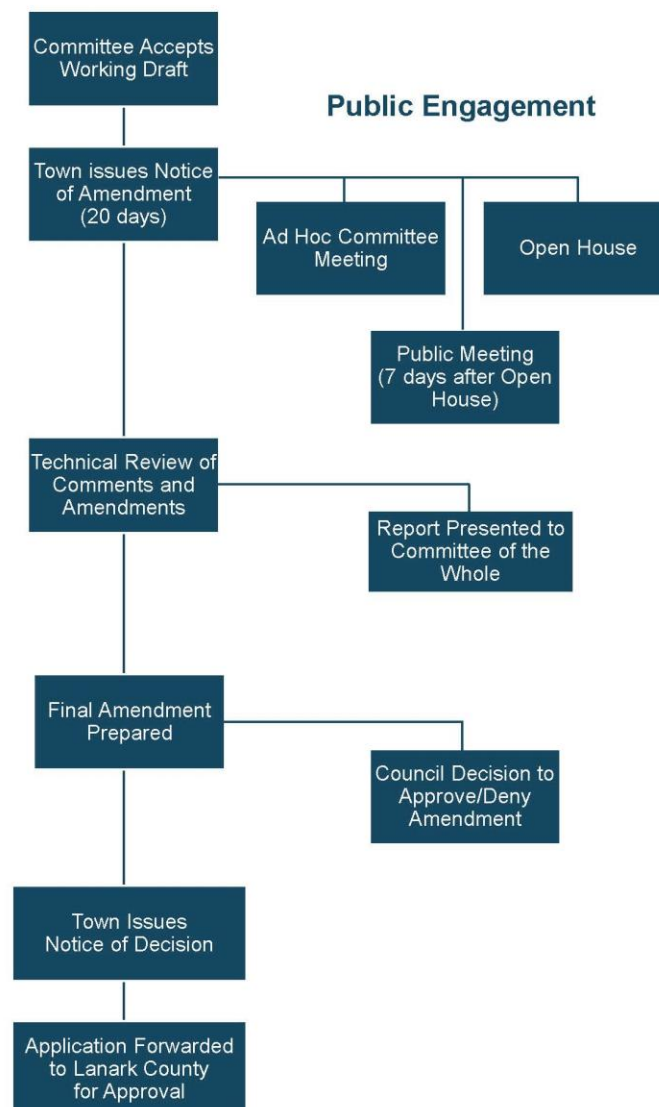 Committee Accepts
Working Draft
Public Engagement
Town issues Notice
of Amendment
(20 days)
Ad Hoc Committee
Meeting
Open House
Public Meeting
(7 days after Open
House)
Technical Review of
Comments and
Amendments
Report Presented to
Committee of the
Whole
Final Amendment
Prepared
Council Decision to
Approve/Deny
Amendment
Town Issues
Notice of Decision
Application Forwarded
to Lanark County
for Approval